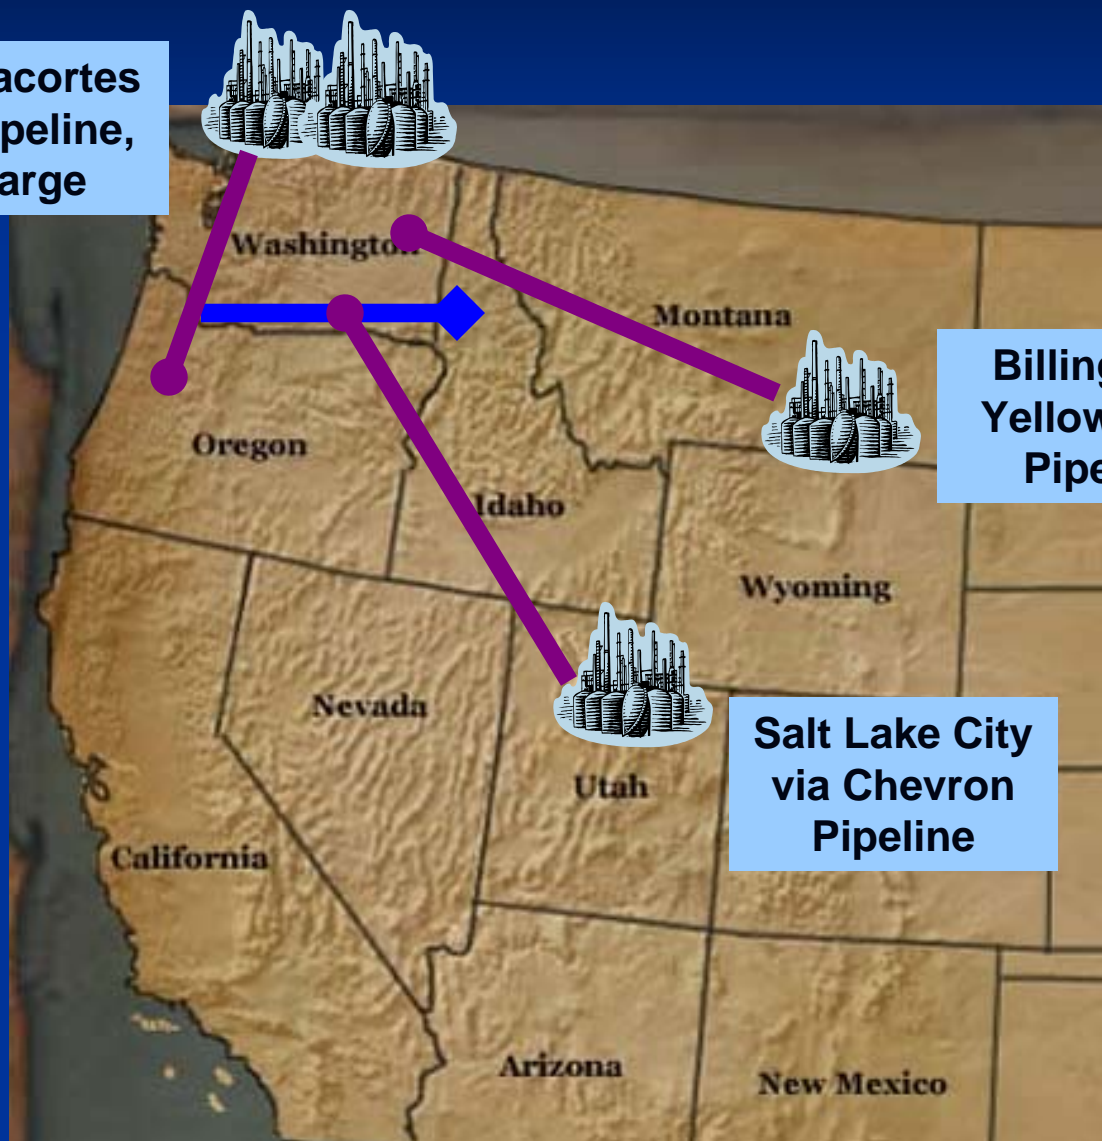 acortes
peline,
arge
Washington
Montana
Billing
Yellow
Pipe
Oregon
Idaho
Wyoming
Nevada
Salt Lake City
via Chevron
Pipeline
Utah
California
Arizona
New Mexico